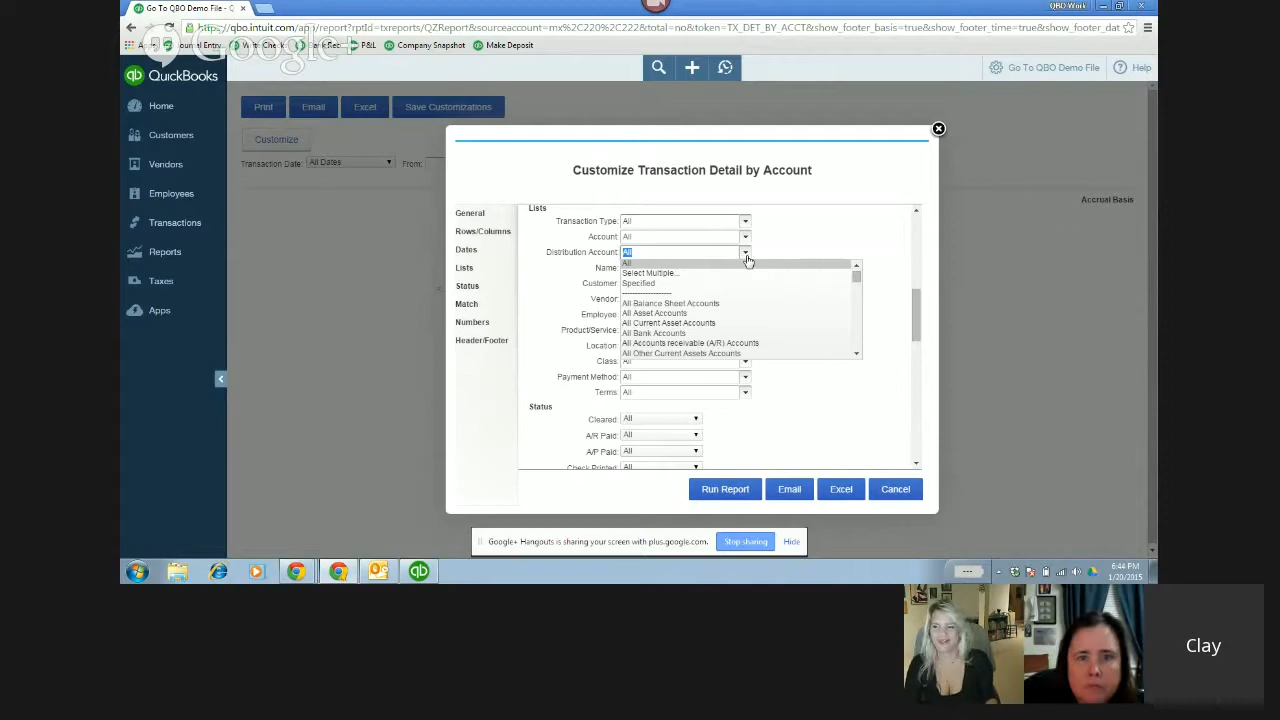 Go To QBO Demo File -
QBO Work
https://qbo.intuit.com/app/report?rptId=txreports/QZReport&sourceaccount=mx%2C220%2C222&total=no&token=TX_DET_BY_ACCT&show_footer_basis=true&show_footer_time=true&show_footer_dat
P&L
Company Snapshot
Make Deposit
Google+
QuickBooks
Go To QBO Demo File
Help
Home
Customers
Vendors
Employees
Transactions
Reports
Taxes
Apps
Print
Email
Excel
Save Customizations
Customize
Transaction Date:
All Dates
From:
Accrual Basis
Customize Transaction Detail by Account
General
Rows/Columns
Dates
Lists
Status
Match
Numbers
Header/Footer
Lists
Transaction Type: All
Account: All
Distribution Account: All
Name:
Customer:
Vendor:
Employee:
Product/Service:
Location:
All
Select Multiple...
Specified
--------------------
All Balance Sheet Accounts
All Asset Accounts
All Current Asset Accounts
All Bank Accounts
All Accounts receivable (A/R) Accounts
All Other Current Assets Accounts
Class: All
Payment Method: All
Terms: All
Status
Cleared: All
A/R Paid: All
A/P Paid: All
Check Printed: All
Run Report
Email
Excel
Cancel
Google+ Hangouts is sharing your screen with plus.google.com.
Stop sharing
Hide
6:44 PM
1/20/2015
Clay